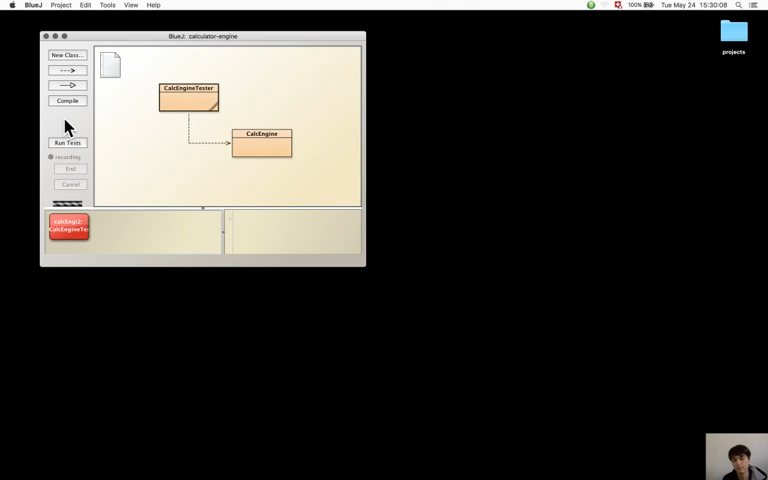 BlueJ Project Edit Tools View Help
100% Tue May 24 15:30:08
BlueJ: calculator-engine
New Class...
Compile
Run Tests
recording
End
Cancel
CalcEngineTester
CalcEngine
calcEngi2:
CalcEngineTes
projects